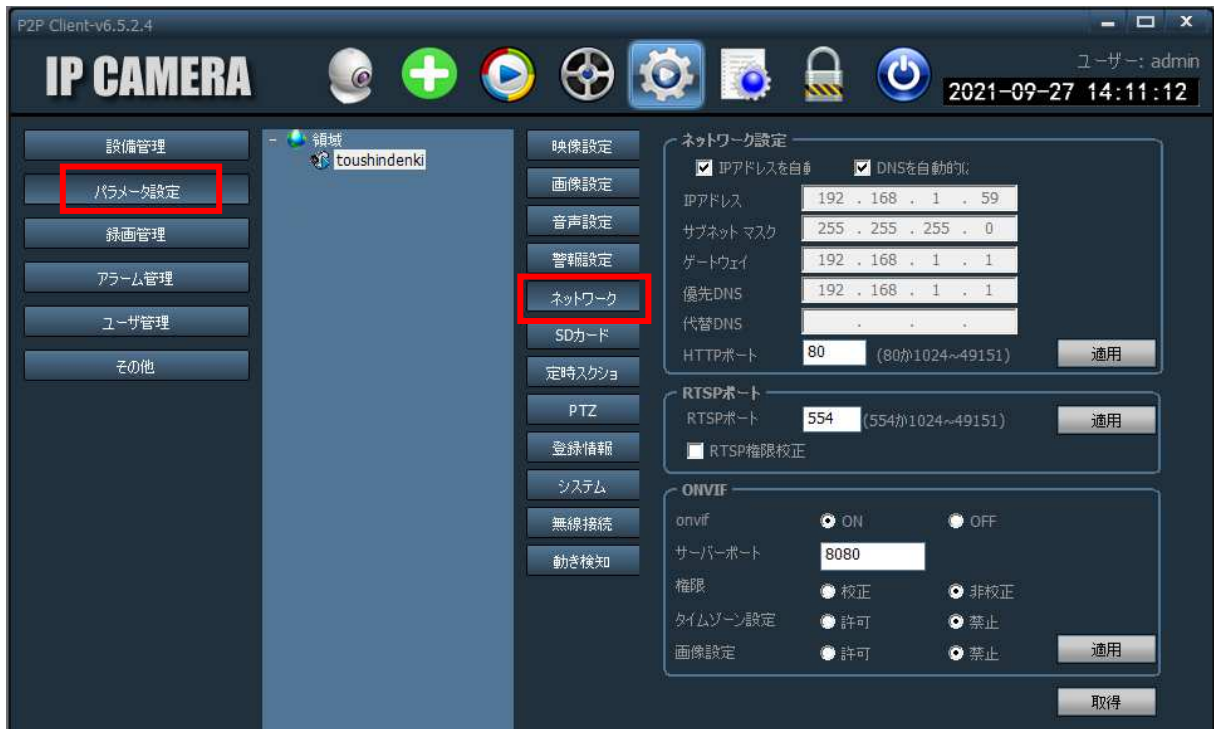 P2P Client-v6.5.2.4
IP CAMERA
ユーザー: admin
2021-09-27 14:11:12
設備管理
パラメータ設定
録画管理
アラーム管理
ユーザ管理
その他
領域
toushindenki
映像設定
画像設定
音声設定
警報設定
ネットワーク
SDカード
定時スクショ
PTZ
登録情報
システム
無線接続
動き検知
ネットワーク設定
IPアドレスを自動 DNSを自動的に
IPアドレス 192 . 168 . 1 . 59
サブネット マスク 255 . 255 . 255 . 0
ゲートウェイ 192 . 168 . 1 . 1
優先DNS 192 . 168 . 1 . 1
代替DNS . . .
HTTPポート 80 (80か1024~49151) 適用
RTSPポート
RTSPポート 554 (554か1024~49151) 適用
RTSP権限校正
ONVIF
onvif ON OFF
サーバーポート 8080
権限 校正 非校正
タイムゾーン設定 許可 禁止
画像設定 許可 禁止 適用
取得